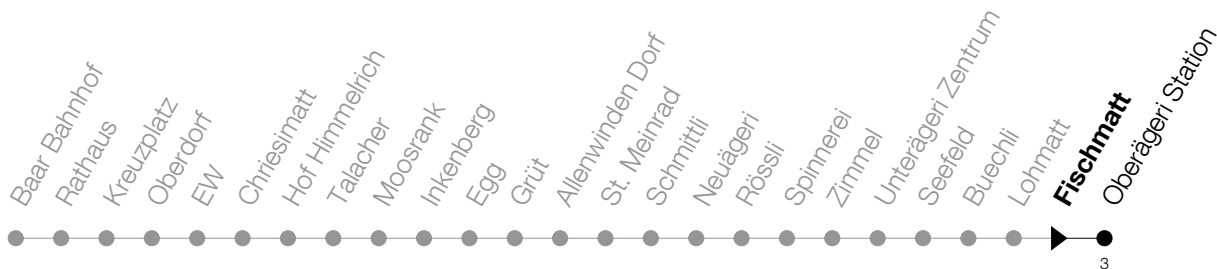 Baar Bahnhof
Rathaus
Kreuzplatz
Oberdorf
EW
Chriesimatt
Hof Himmelrich
Talacher
Moosrank
Inkenberg
Egg
Grüt
Allenwinden Dorf
St. Meinrad
Schmittli
Neuägeri
Rössli
Spinnerei
Zimmel
Unterägeri Zentrum
Seefeld
Buechli
Lohmatt
Fischmatt
Oberägeri Station
3